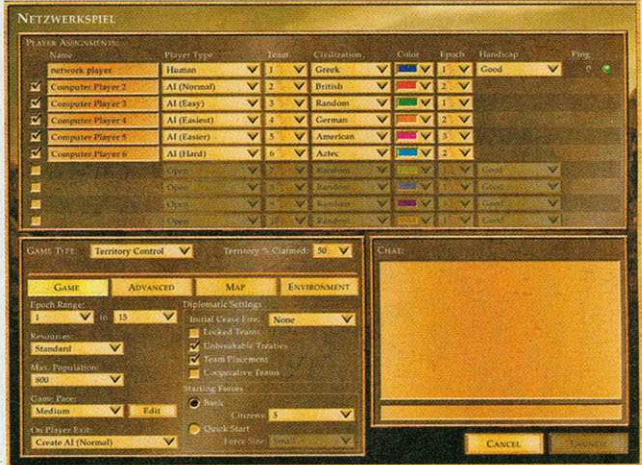 NETZWERKSPIEL
PLAYER ASSIGNMENTS:
Name Player Type Team Civilization Color Epoch Handicap Ping
network player Human 1 Greek 1 Good 0
Computer Player 2 AI (Normal) 2 British 2
Computer Player 3 AI (Easy) 3 Random 1
Computer Player 4 AI (Easiest) 4 German 2
Computer Player 5 AI (Easier) 5 American 3
Computer Player 6 AI (Hard) 6 Aztec 2
Open Random Good
Open Random Good
Open Random Good
Open Random Good
GAME TYPE: Territory Control Territory % Claimed: 50
GAME ADVANCED MAP ENVIRONMENT
Epoch Range:
1 to 15
Resources:
Standard
Max. Population:
800
Game Pace:
Medium Edit
On Player Exit:
Create AI (Normal)
Diplomatic Settings
Initial Cease Fire: None
Locked Teams
Unbreakable Treaties
Team Placement
Cooperative Teams
Starting Forces
Basic
Citizens: 5
Quick Start
Force Size: Small
CHAT:
CANCEL LAUNCH